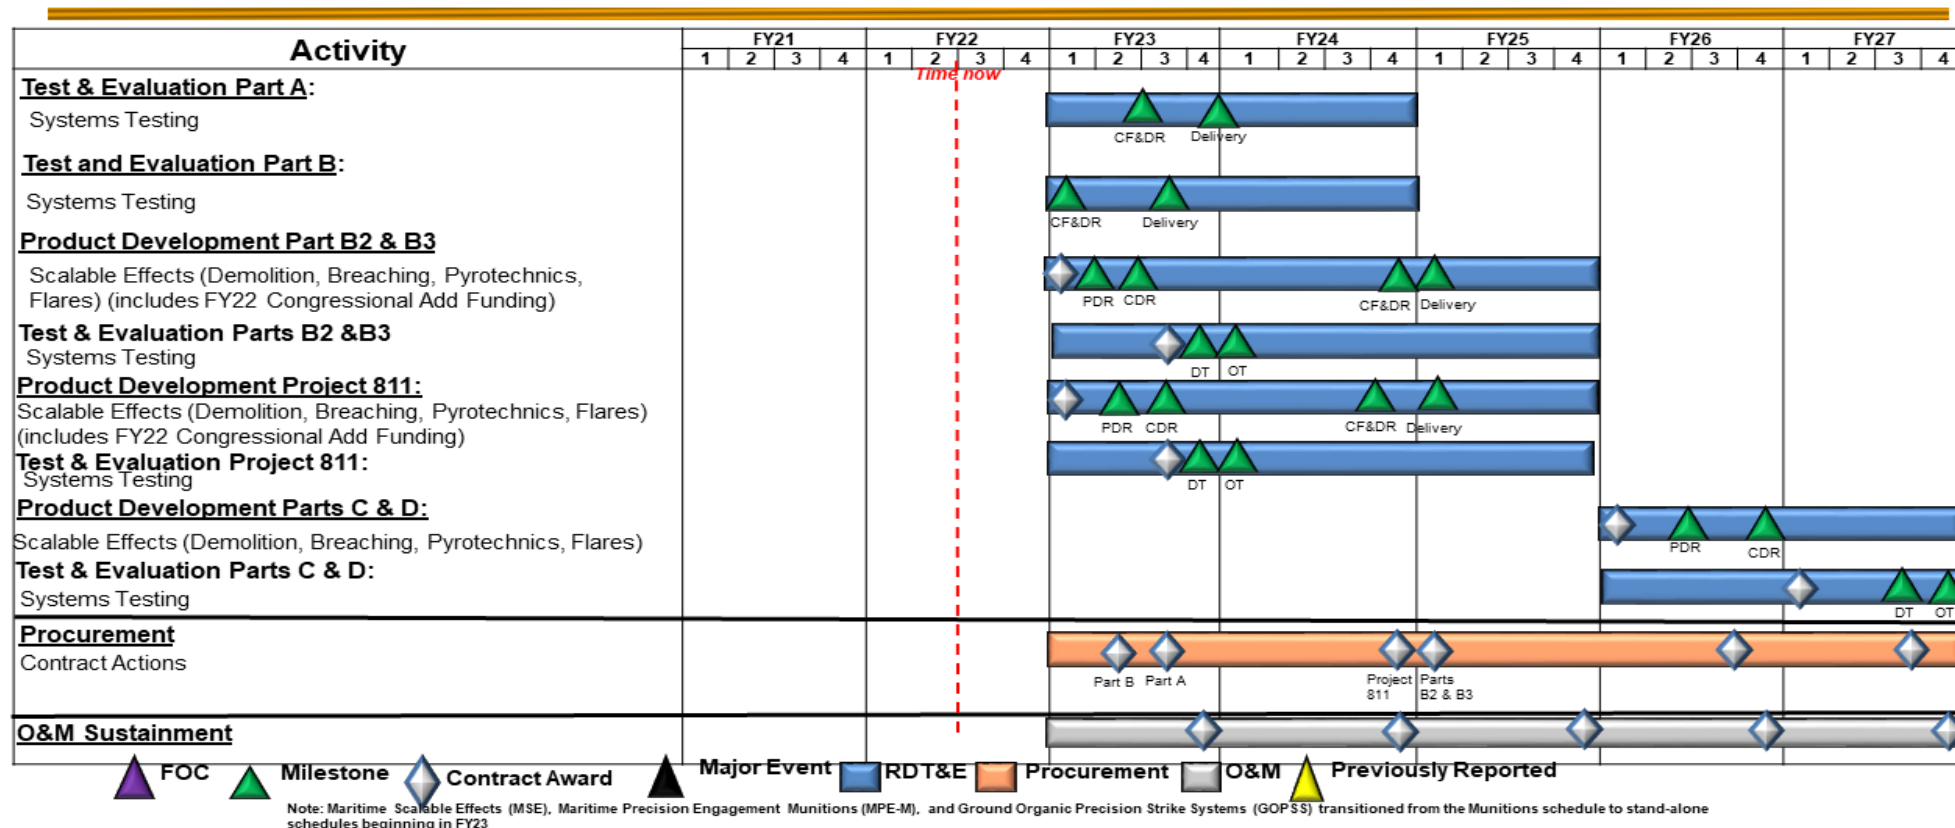 Activity
FY21 FY22 FY23 FY24 FY25 FY26 FY27
1 2 3 4 1 2 3 4 1 2 3 4 1 2 3 4 1 2 3 4 1 2 3 4 1 2 3 4
Time now
Test & Evaluation Part A:
Systems Testing
CF&DR Delivery
Test and Evaluation Part B:
Systems Testing
CF&DR Delivery
Product Development Part B2 & B3
Scalable Effects (Demolition, Breaching, Pyrotechnics,
Flares) (includes FY22 Congressional Add Funding)
PDR CDR CF&DR Delivery
Test & Evaluation Parts B2 &B3
Systems Testing
DT OT
Product Development Project 811:
Scalable Effects (Demolition, Breaching, Pyrotechnics, Flares)
(includes FY22 Congressional Add Funding)
PDR CDR CF&DR Delivery
Test & Evaluation Project 811:
Systems Testing
DT OT
Product Development Parts C & D:
Scalable Effects (Demolition, Breaching, Pyrotechnics, Flares)
PDR CDR
Test & Evaluation Parts C & D:
Systems Testing
DT OT
Procurement
Contract Actions
Part B Part A Project Parts
811 B2 & B3
O&M Sustainment
FOC Milestone Contract Award Major Event RDT&E Procurement O&M Previously Reported
Note: Maritime Scalable Effects (MSE), Maritime Precision Engagement Munitions (MPE-M), and Ground Organic Precision Strike Systems (GOPSS) transitioned from the Munitions schedule to stand-alone
schedules beginning in FY23